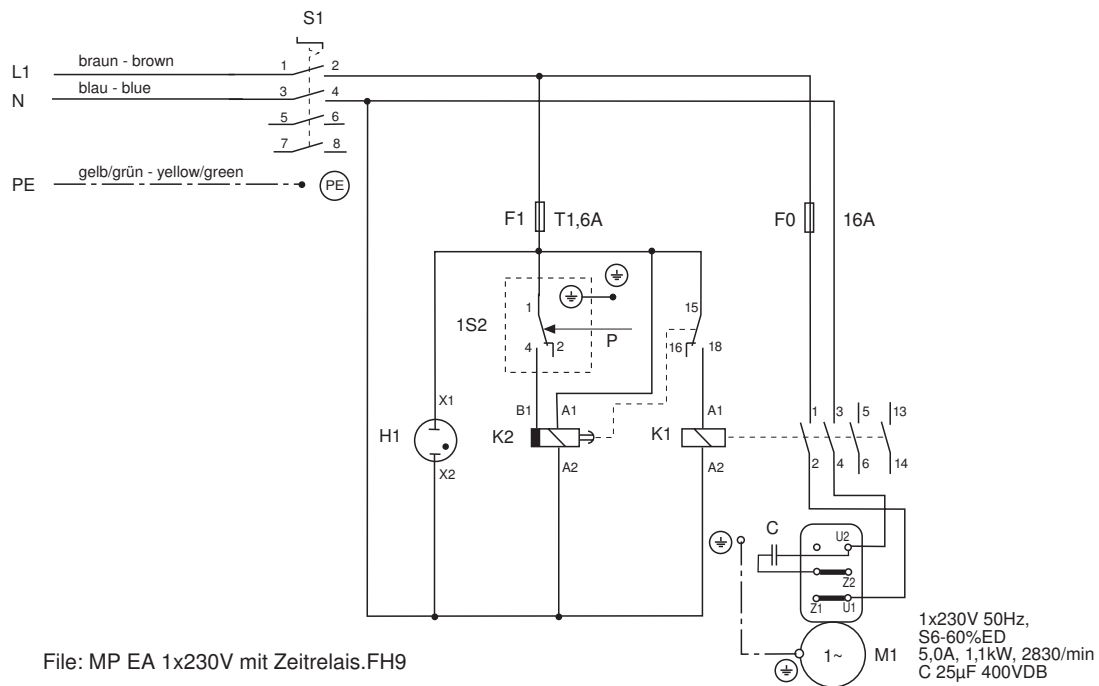 S1
L1 braun - brown 1 2
N blau - blue 3 4
5 6
7 8
PE gelb/grün - yellow/green PE
F1 T1,6A F0 16A
1S2 1 P 15
4 2 16 18
X1 B1 A1 A1 1 3 5 13
H1 K2 K1
X2 A2 A2 2 4 6 14
C U2
Z2
Z1 U1
1~ M1
1x230V 50Hz,
S6-60%ED
5,0A, 1,1kW, 2830/min
C 25µF 400VDB
File: MP EA 1x230V mit Zeitrelais.FH9